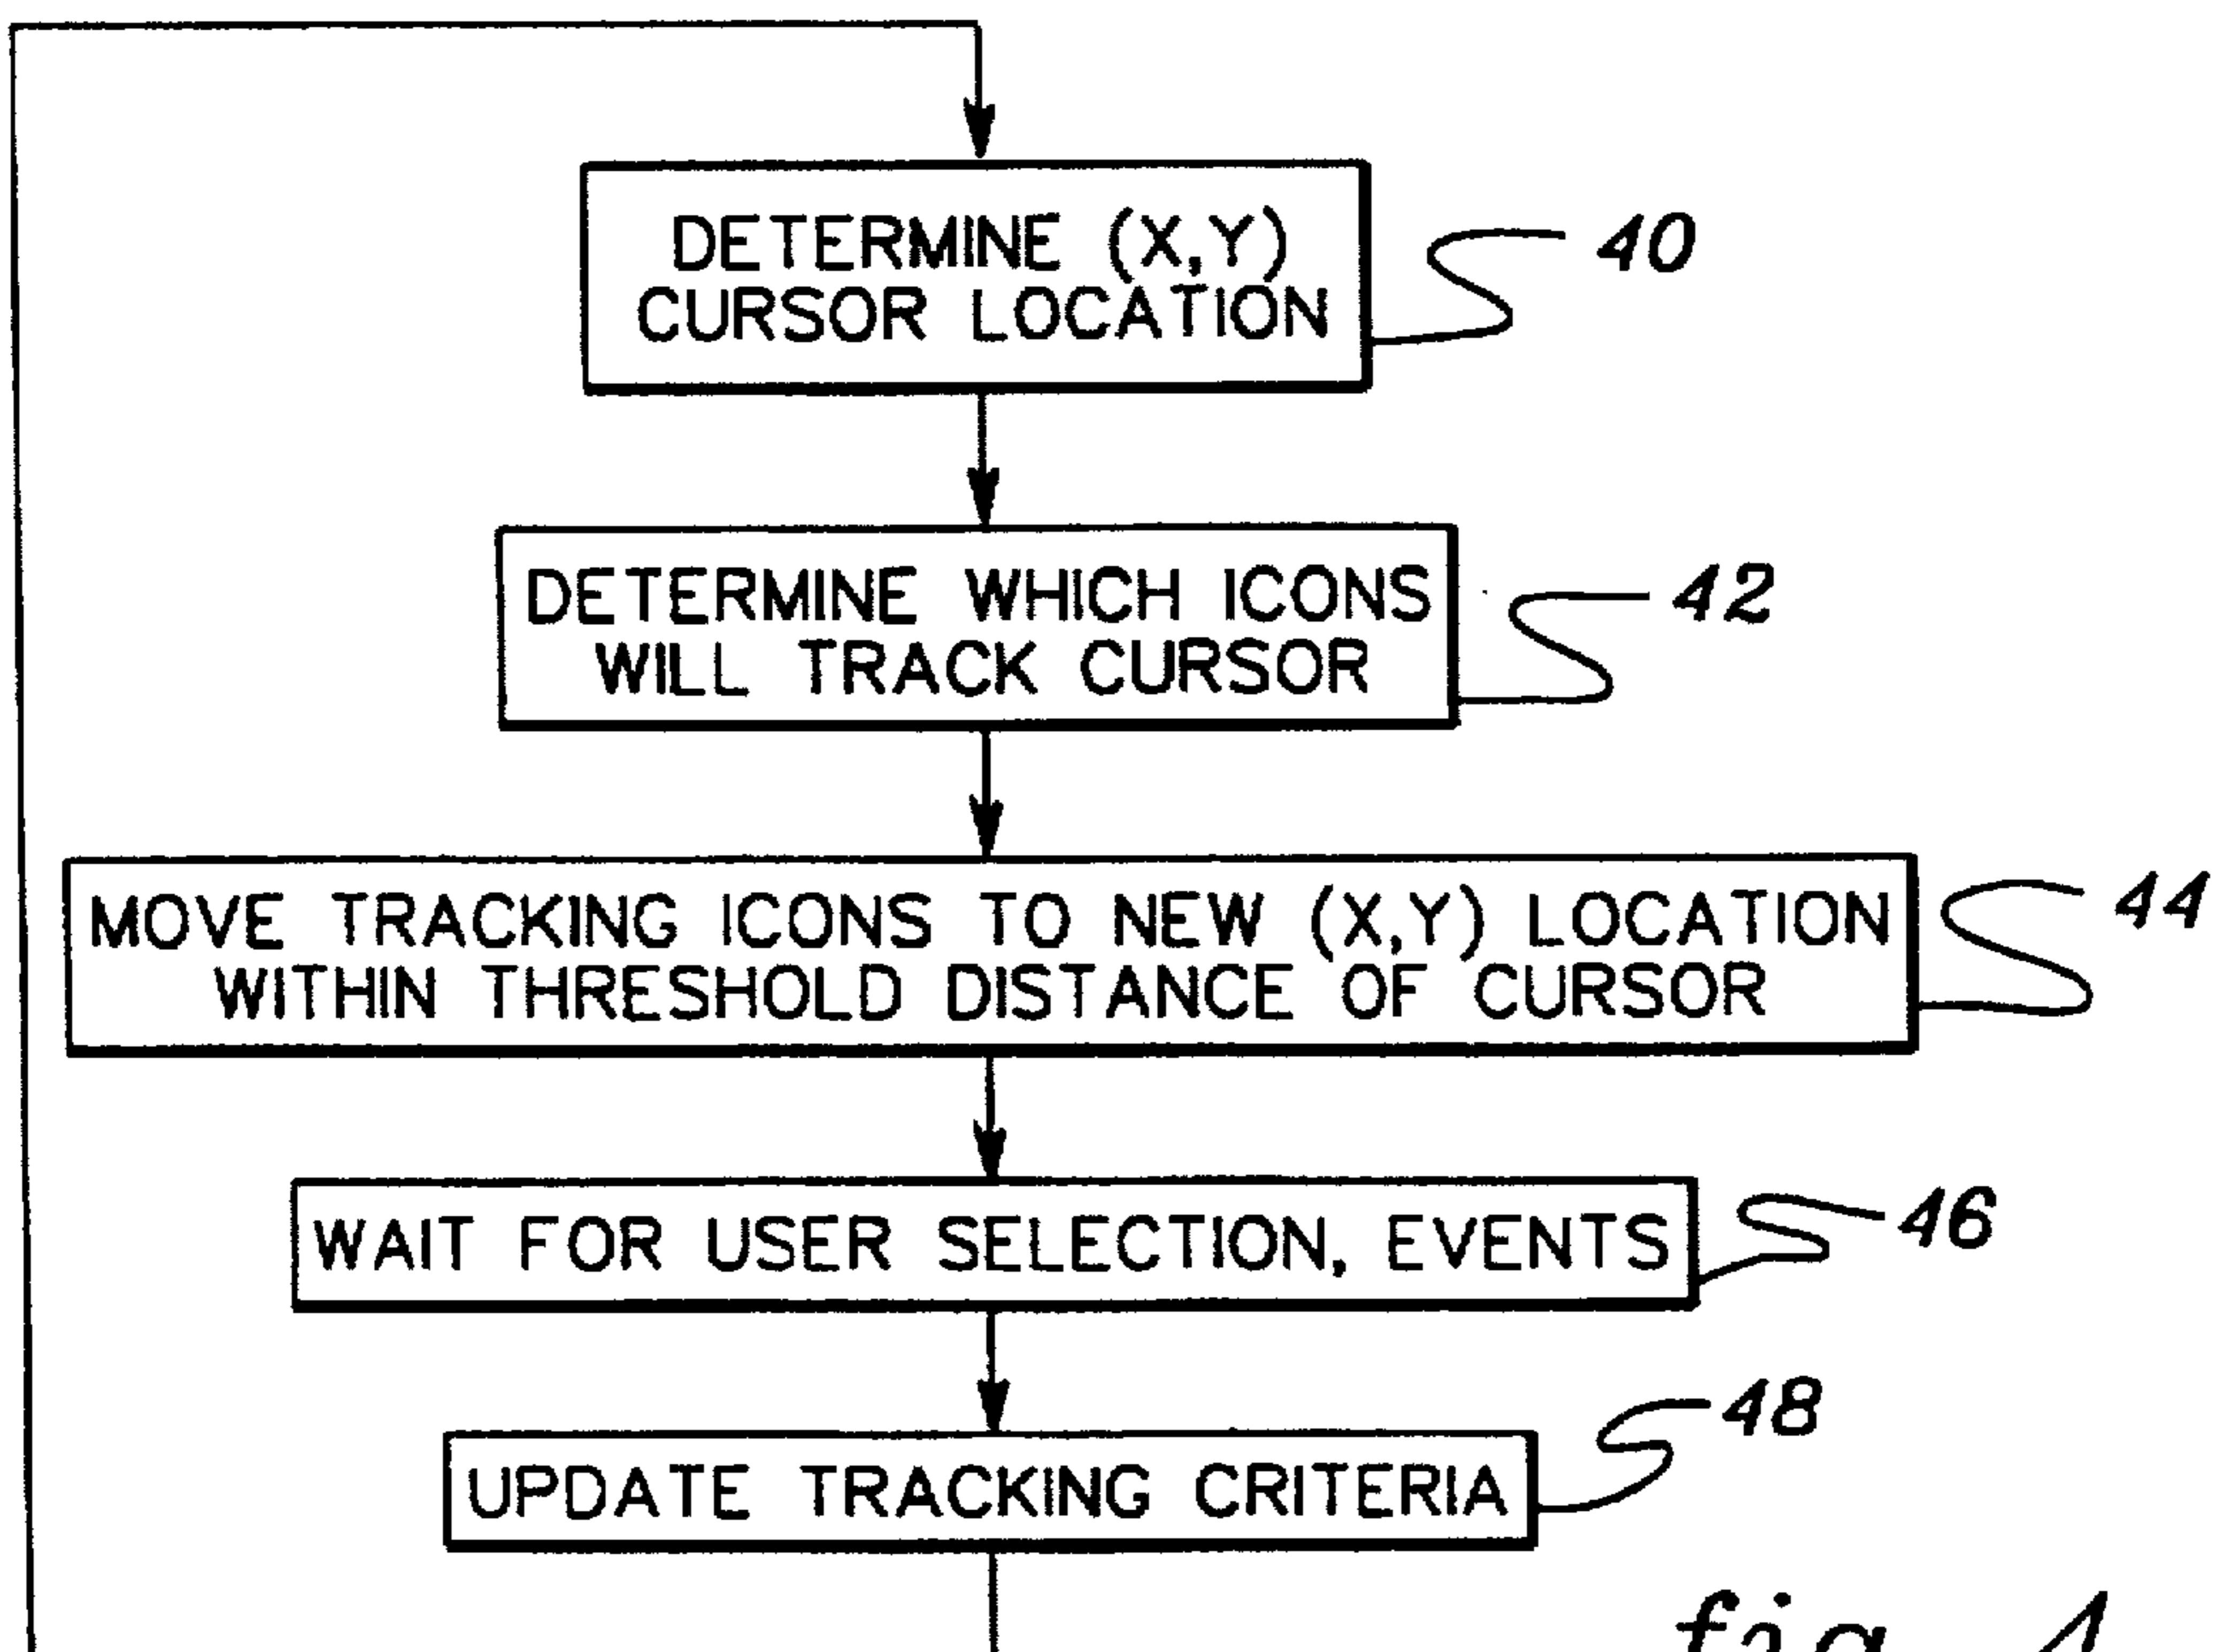 DETERMINE (X,Y)
CURSOR LOCATION
40
DETERMINE WHICH ICONS
WILL TRACK CURSOR
42
MOVE TRACKING ICONS TO NEW (X,Y) LOCATION
WITHIN THRESHOLD DISTANCE OF CURSOR
44
WAIT FOR USER SELECTION, EVENTS
46
UPDATE TRACKING CRITERIA
48
fig.